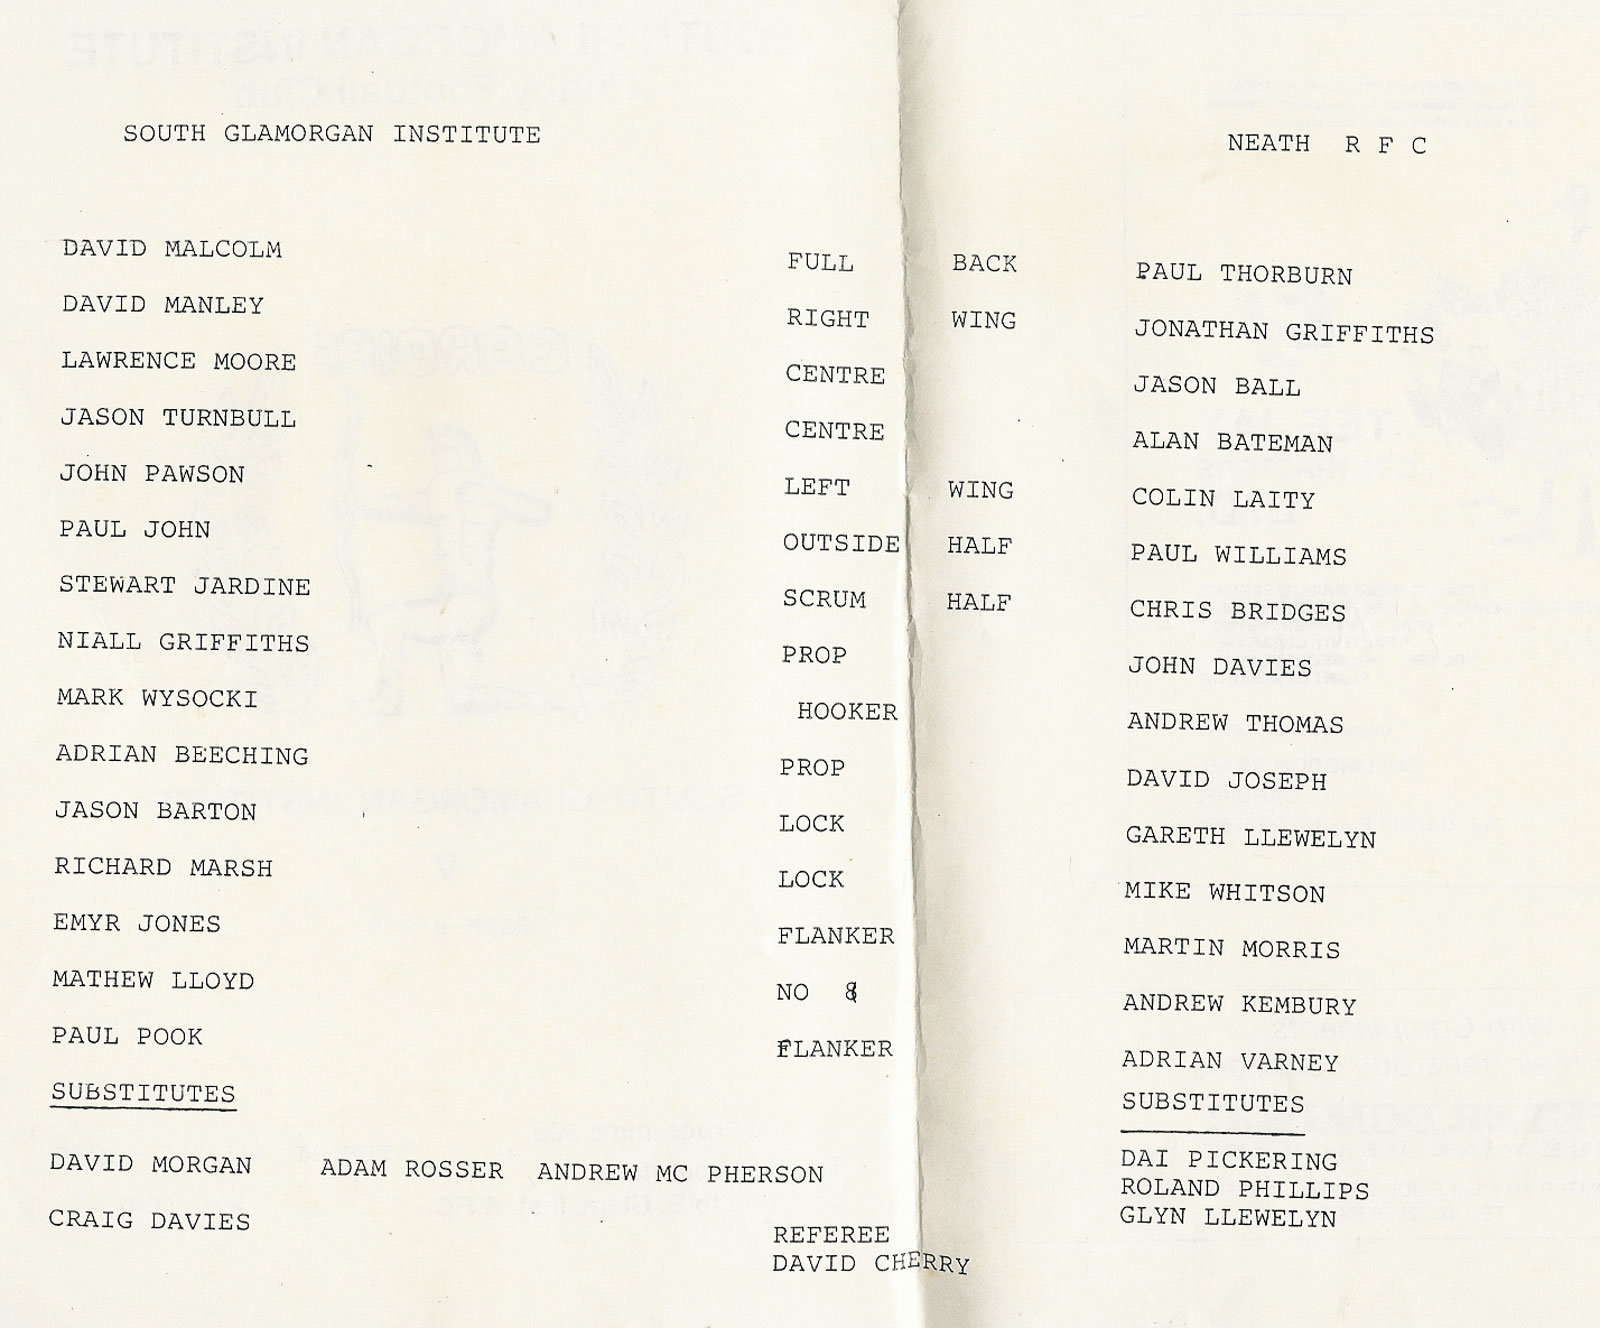 SOUTH GLAMORGAN INSTITUTE NEATH R F C
DAVID MALCOLM FULL BACK PAUL THORBURN
DAVID MANLEY RIGHT WING JONATHAN GRIFFITHS
LAWRENCE MOORE CENTRE JASON BALL
JASON TURNBULL CENTRE ALAN BATEMAN
JOHN PAWSON LEFT WING COLIN LAITY
PAUL JOHN OUTSIDE HALF PAUL WILLIAMS
STEWART JARDINE SCRUM HALF CHRIS BRIDGES
NIALL GRIFFITHS PROP JOHN DAVIES
MARK WYSOCKI HOOKER ANDREW THOMAS
ADRIAN BEECHING PROP DAVID JOSEPH
JASON BARTON LOCK GARETH LLEWELYN
RICHARD MARSH LOCK MIKE WHITSON
EMYR JONES FLANKER MARTIN MORRIS
MATHEW LLOYD NO 8 ANDREW KEMBURY
PAUL POOK FLANKER ADRIAN VARNEY
SUBSTITUTES SUBSTITUTES
DAVID MORGAN ADAM ROSSER ANDREW MC PHERSON DAI PICKERING
ROLAND PHILLIPS
CRAIG DAVIES GLYN LLEWELYN
REFEREE
DAVID CHERRY